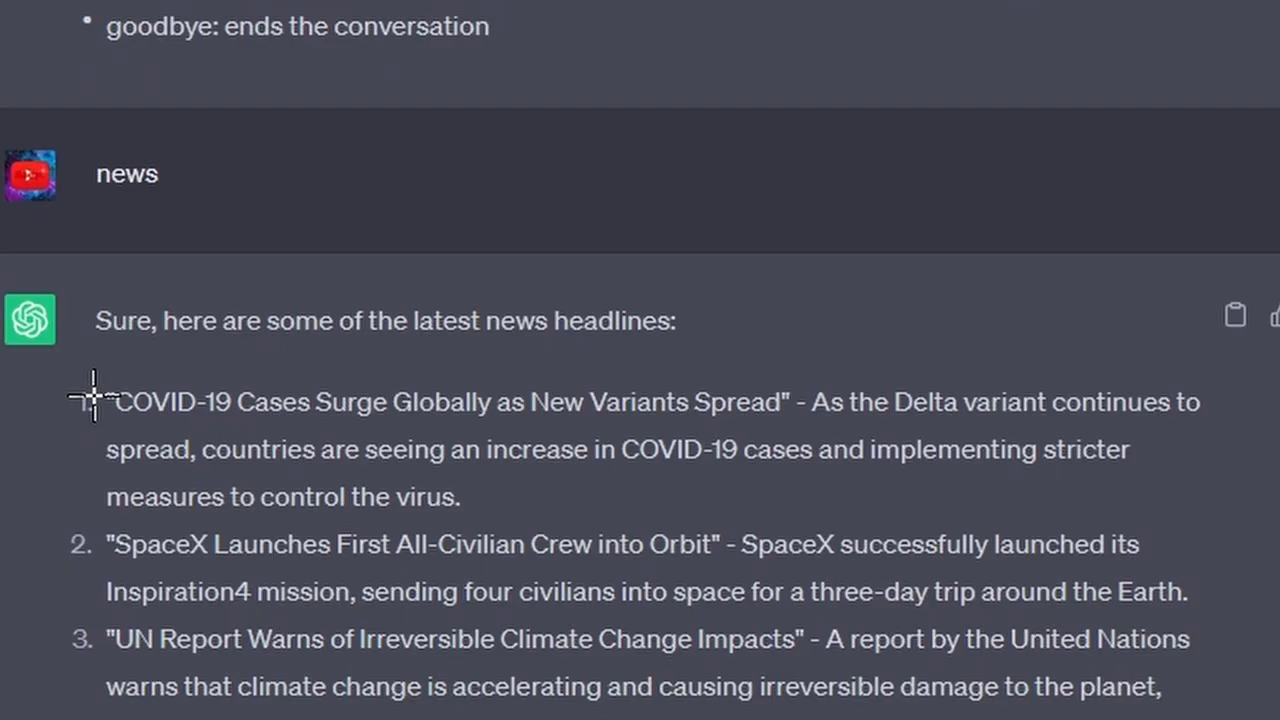 • goodbye: ends the conversation
news
Sure, here are some of the latest news headlines:
1. "COVID-19 Cases Surge Globally as New Variants Spread" - As the Delta variant continues to
spread, countries are seeing an increase in COVID-19 cases and implementing stricter
measures to control the virus.
2. "SpaceX Launches First All-Civilian Crew into Orbit" - SpaceX successfully launched its
Inspiration4 mission, sending four civilians into space for a three-day trip around the Earth.
3. "UN Report Warns of Irreversible Climate Change Impacts" - A report by the United Nations
warns that climate change is accelerating and causing irreversible damage to the planet,